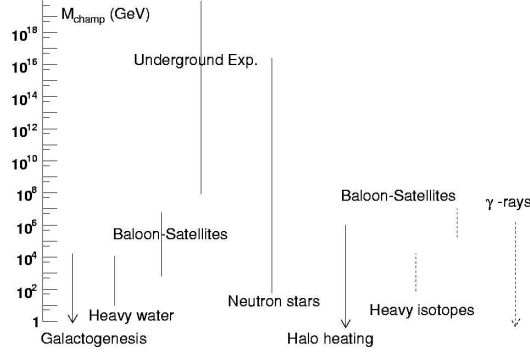 M_champ (GeV)
10^18
Underground Exp.
10^16
10^14
10^12
10^10
10^8
Baloon-Satellites
γ -rays
10^6
Baloon-Satellites
10^4
10^2
Neutron stars
Heavy water
Heavy isotopes
1
Galactogenesis
Halo heating